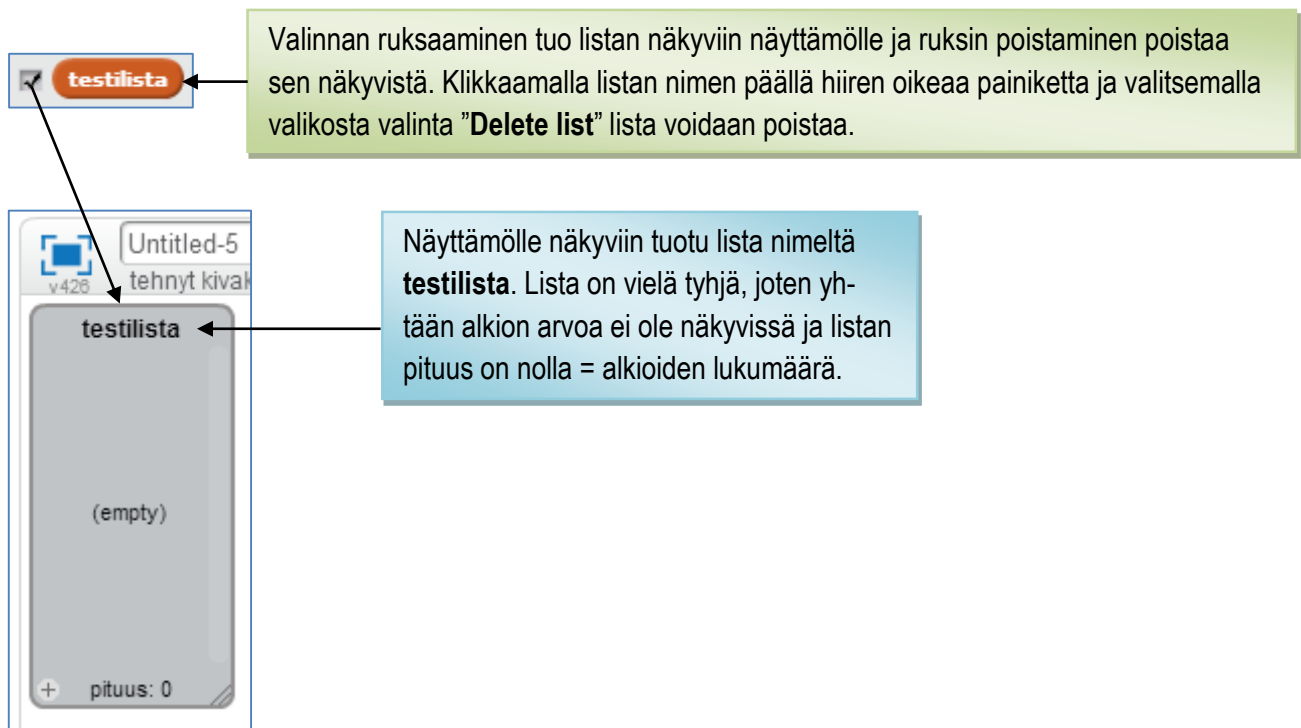 Valinnan ruksaaminen tuo listan näkyviin näyttämölle ja ruksin poistaminen poistaa
sen näkyvistä. Klikkaamalla listan nimen päällä hiiren oikeaa painiketta ja valitsemalla
valikosta valinta ”Delete list” lista voidaan poistaa.
testilista
Untitled-5
v426
tehnyt kivak
testilista
(empty)
pituus: 0
Näyttämölle näkyviin tuotu lista nimeltä
testilista. Lista on vielä tyhjä, joten yh-
tään alkion arvoa ei ole näkyvissä ja listan
pituus on nolla = alkioiden lukumäärä.